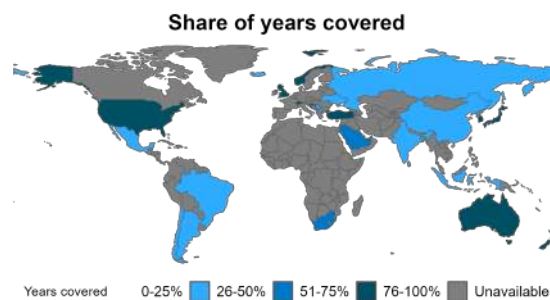 Share of years covered
Years covered 0-25% 26-50% 51-75% 76-100% Unavailable